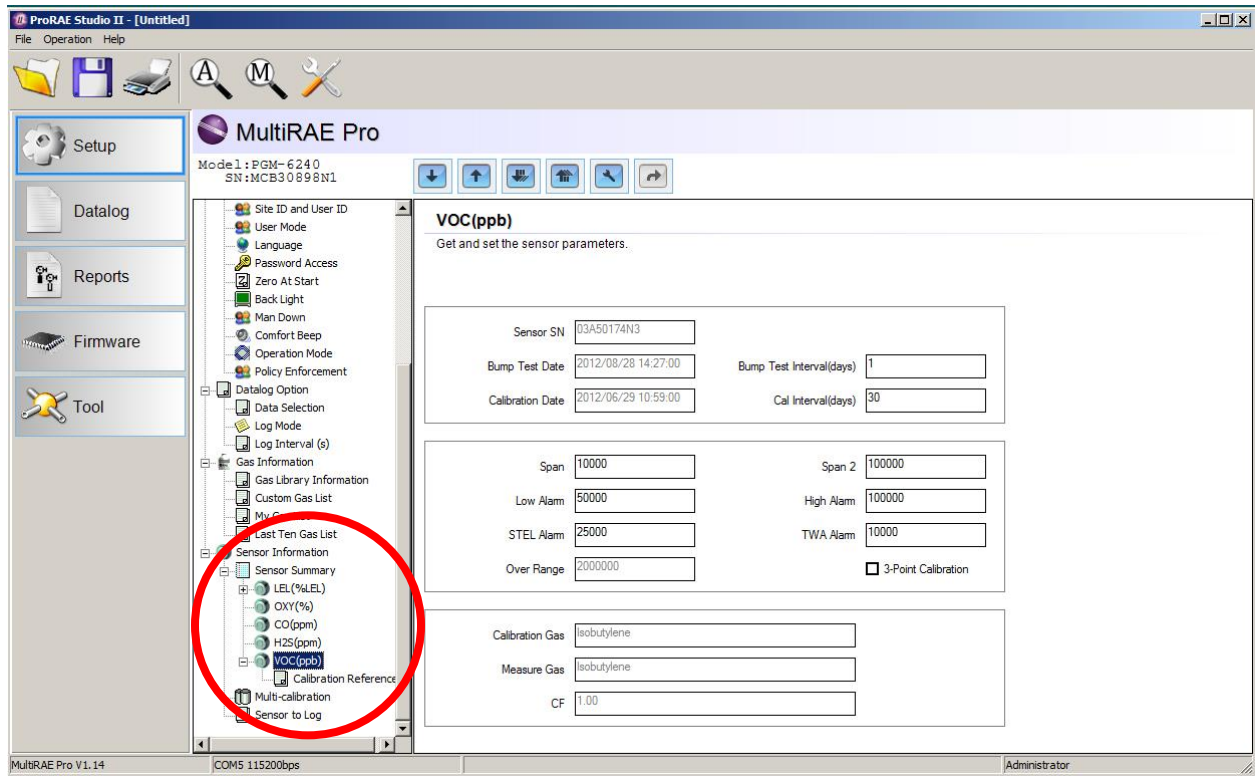 ProRAE Studio II - [Untitled]
File Operation Help
A M
Setup
Datalog
Reports
Firmware
Tool
MultiRAE Pro
Model:PGM-6240
SN:MCB30898N1
Site ID and User ID
User Mode
Language
Password Access
Zero At Start
Back Light
Man Down
Comfort Beep
Operation Mode
Policy Enforcement
Datalog Option
Data Selection
Log Mode
Log Interval (s)
Gas Information
Gas Library Information
Custom Gas List
My
Last Ten Gas List
Sensor Information
Sensor Summary
LEL(%LEL)
OXY(%)
CO(ppm)
H2S(ppm)
VOC(ppb)
Calibration Reference
Multi-calibration
Sensor to Log
VOC(ppb)
Get and set the sensor parameters.
Sensor SN 03A50174N3
Bump Test Date 2012/08/28 14:27:00 Bump Test Interval(days) 1
Calibration Date 2012/06/29 10:59:00 Cal Interval(days) 30
Span 10000 Span 2 100000
Low Alarm 50000 High Alarm 100000
STEL Alarm 25000 TWA Alarm 10000
Over Range 2000000 3-Point Calibration
Calibration Gas Isobutylene
Measure Gas Isobutylene
CF 1.00
MultiRAE Pro V1.14 COM5 115200bps Administrator